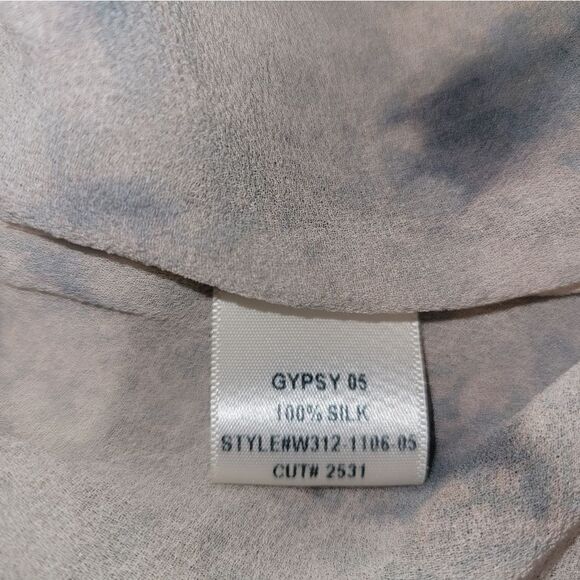 GYPSY 05
100% SILK
STYLE#W312-1106-05
CUT# 2531